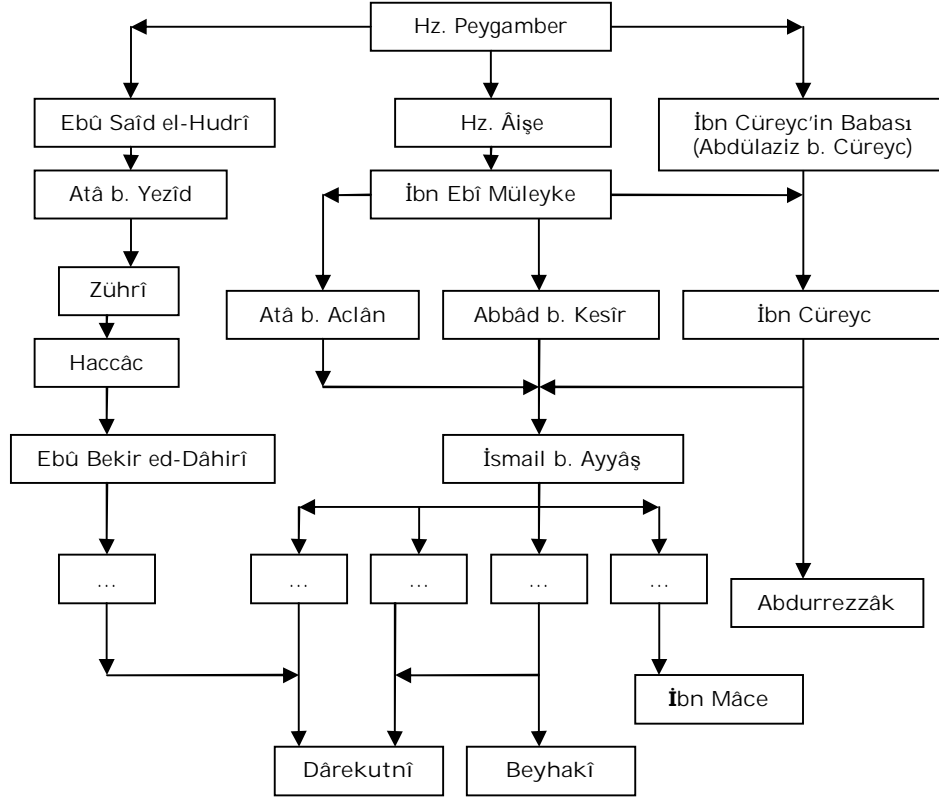 Hz. Peygamber
Ebû Saîd el-Hudrî
Hz. Âişe
İbn Cüreyc'in Babası
(Abdülaziz b. Cüreyc)
Atâ b. Yezîd
İbn Ebî Müleyke
Zührî
Atâ b. Aclân
Abbâd b. Kesîr
İbn Cüreyc
Haccâc
Ebû Bekir ed-Dâhirî
İsmail b. Ayyâş
...
...
...
...
...
Abdurrezzâk
İbn Mâce
Dârekutnî
Beyhakî